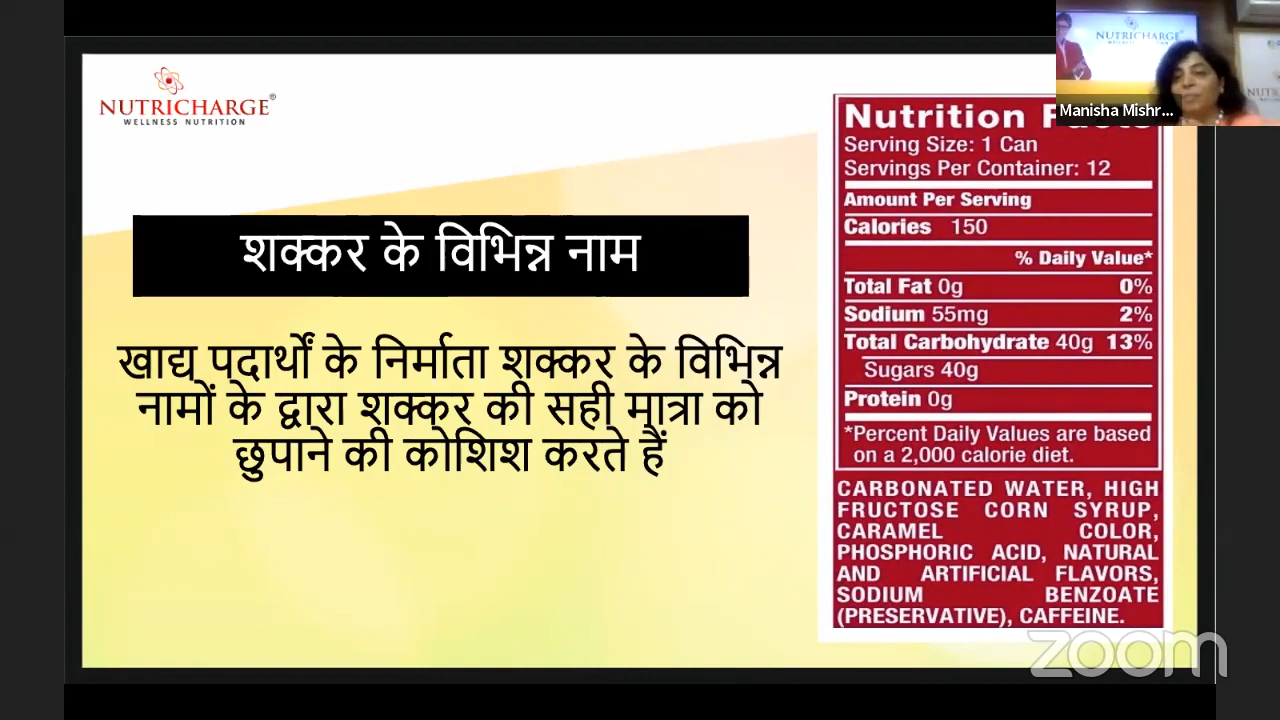 NUTRICHARGE®
WELLNESS NUTRITION
शक्कर के विभिन्न नाम
खाद्य पदार्थों के निर्माता शक्कर के विभिन्न
नामों के द्वारा शक्कर की सही मात्रा को
छुपाने की कोशिश करते हैं
NUTRICHARGE
WELLNESS NUTRITION
Manisha Mishr...
Nutrition
Serving Size: 1 Can
Servings Per Container: 12
Amount Per Serving
Calories 150
% Daily Value*
Total Fat 0g 0%
Sodium 55mg 2%
Total Carbohydrate 40g 13%
Sugars 40g
Protein 0g
*Percent Daily Values are based
on a 2,000 calorie diet.
CARBONATED WATER, HIGH
FRUCTOSE CORN SYRUP,
CARAMEL COLOR,
PHOSPHORIC ACID, NATURAL
AND ARTIFICIAL FLAVORS,
SODIUM BENZOATE
(PRESERVATIVE), CAFFEINE.
zoom